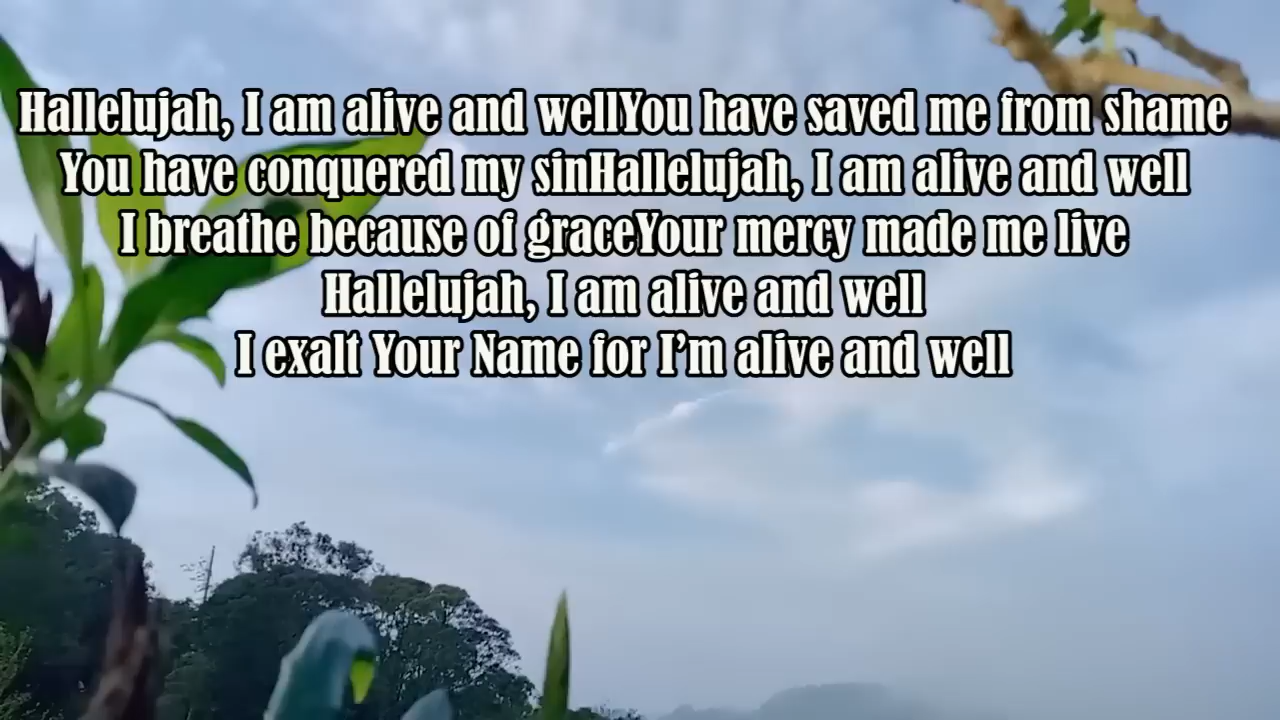 Hallelujah, I am alive and wellYou have saved me from shame
You have conquered my sinHallelujah, I am alive and well
I breathe because of graceYour mercy made me live
Hallelujah, I am alive and well
I exalt Your Name for I’m alive and well